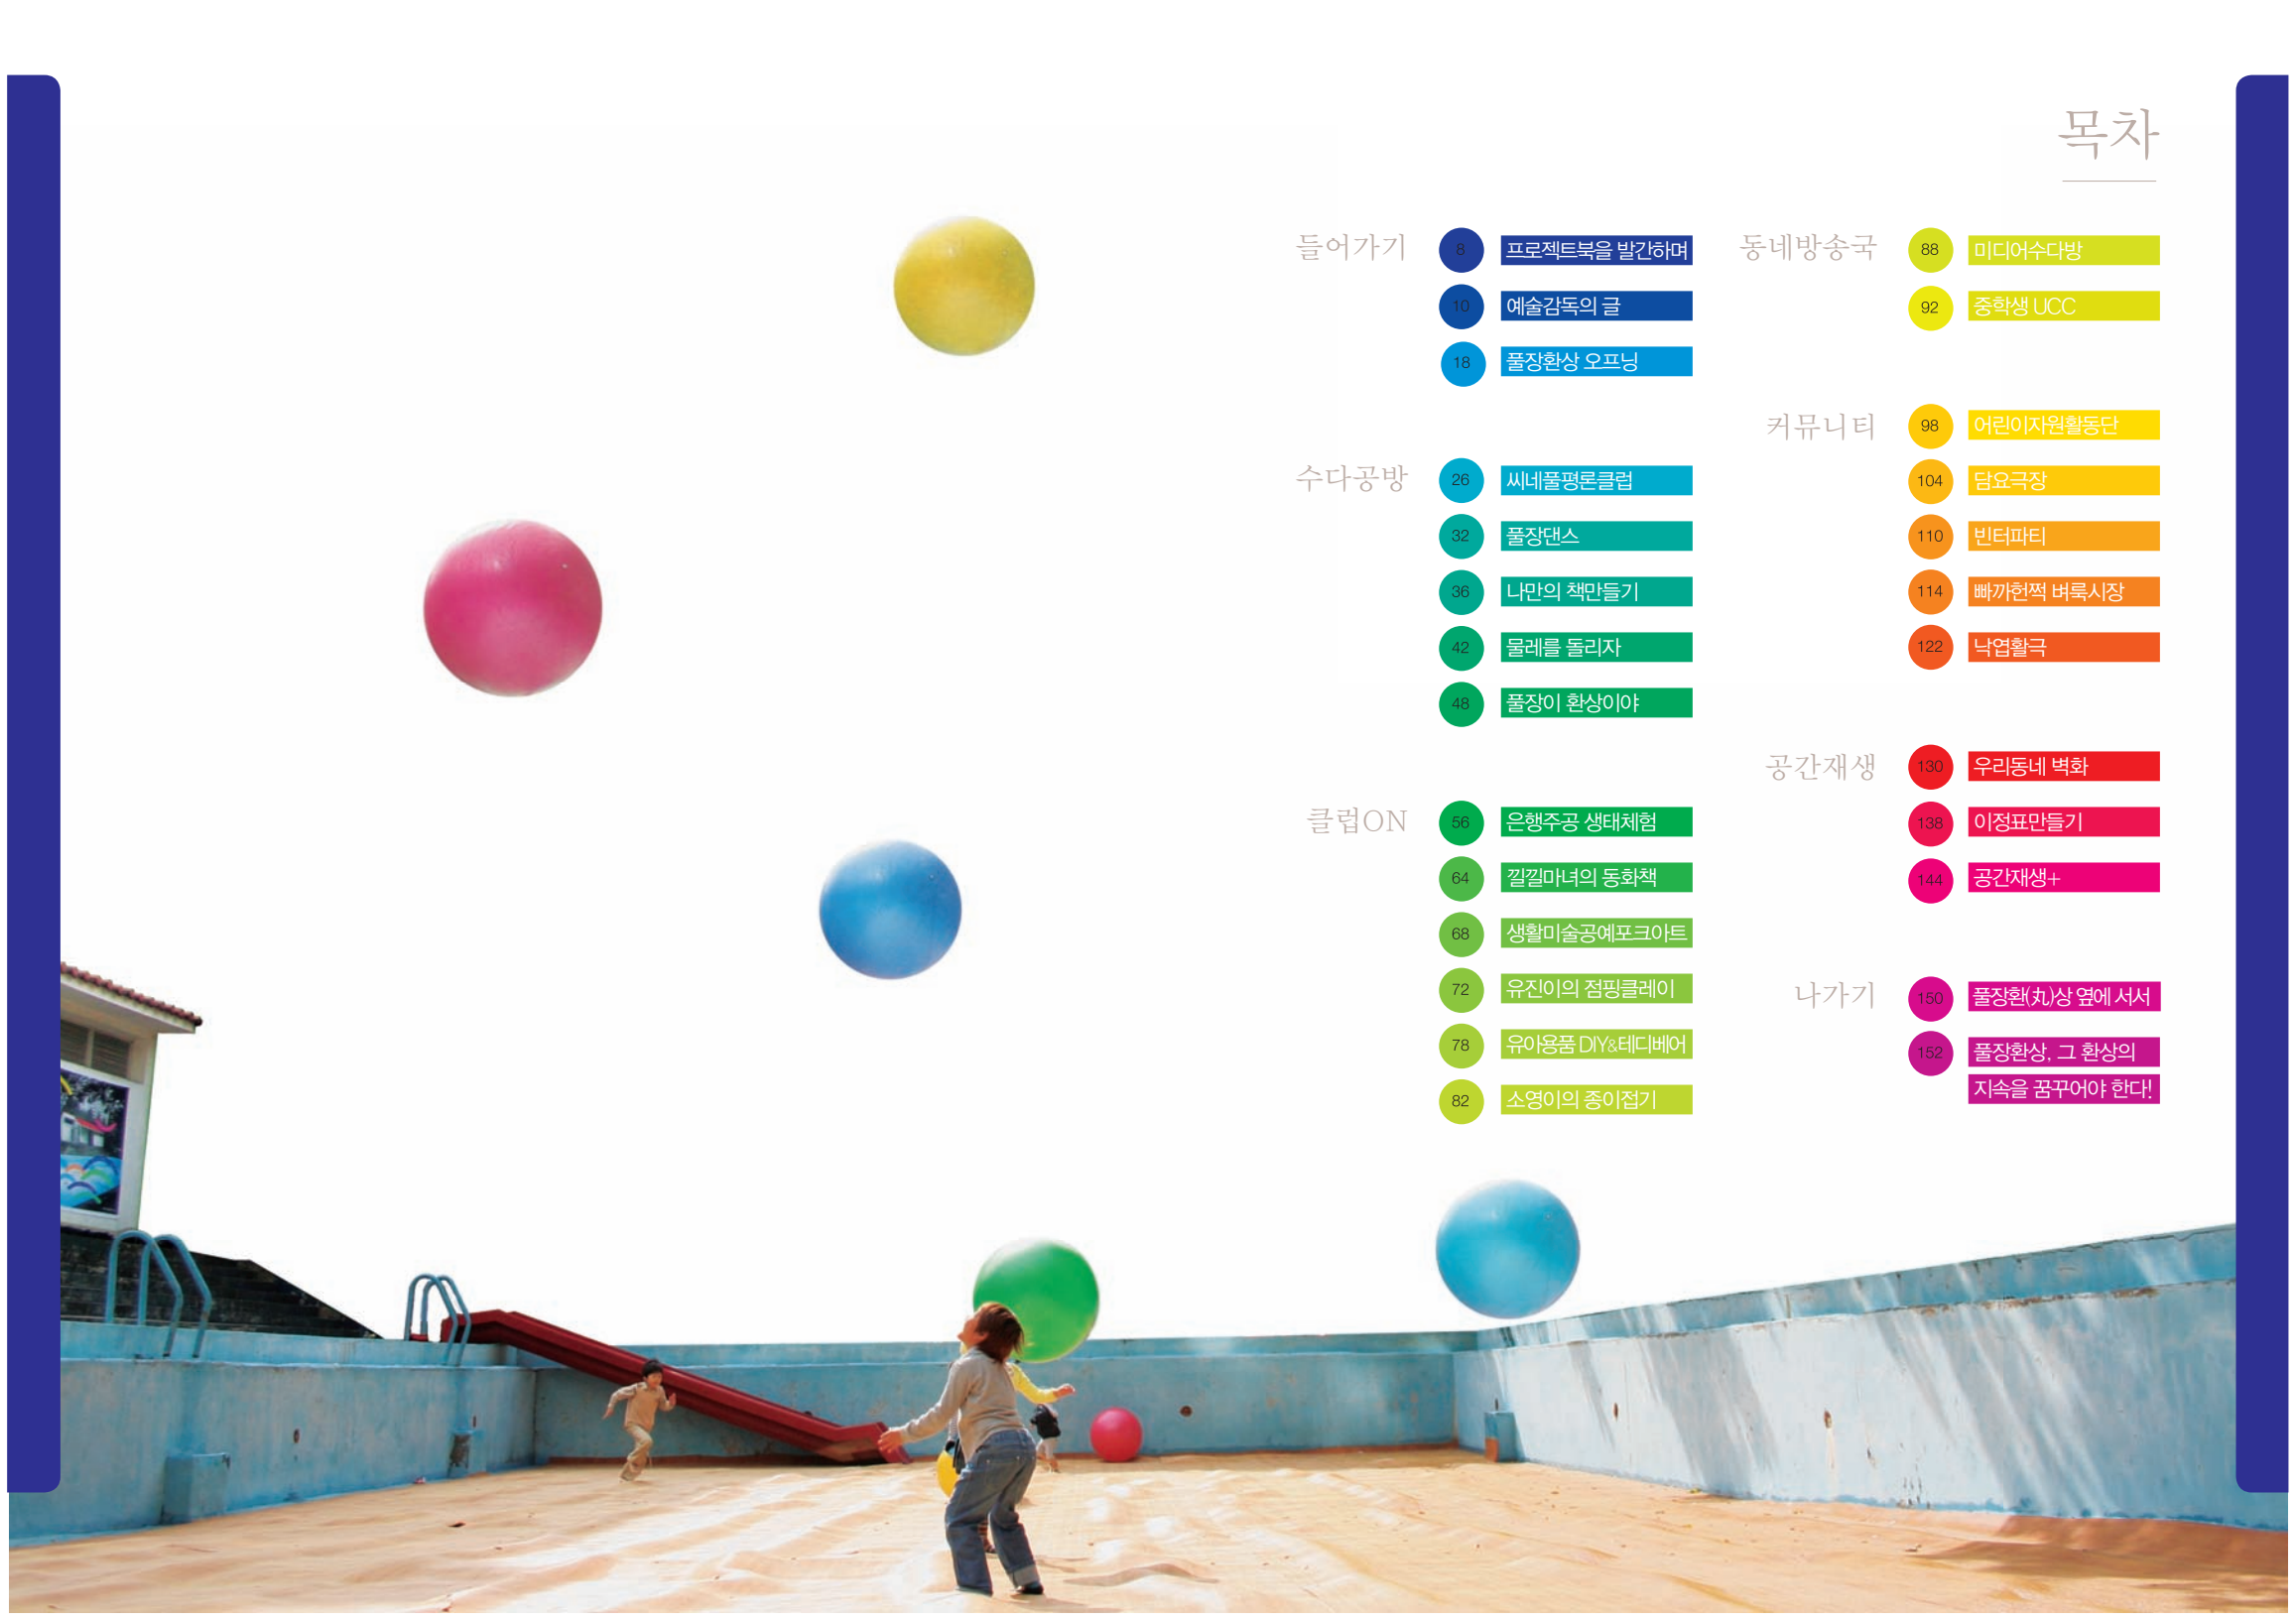 목차
들어가기
8 프로젝트북을 발간하며
10 예술감독의 글
18 풀장환상 오프닝
수다공방
26 씨네풀평론클럽
32 풀장댄스
36 나만의 책만들기
42 물레를 돌리자
48 풀장이 환상이야
클럽ON
56 은행주공 생태체험
64 낄낄마녀의 동화책
68 생활미술공예포크아트
72 유진이의 점핑클레이
78 유아용품 DIY&테디베어
82 소영이의 종이접기
동네방송국
88 미디어수다방
92 중학생 UCC
커뮤니티
98 어린이자원활동단
104 담요극장
110 빈터파티
114 빠까헌쩍 벼룩시장
122 낙엽활극
공간재생
130 우리동네 벽화
138 이정표만들기
144 공간재생+
나가기
150 풀장환(丸)상 옆에 서서
152 풀장환상, 그 환상의
지속을 꿈꾸어야 한다!